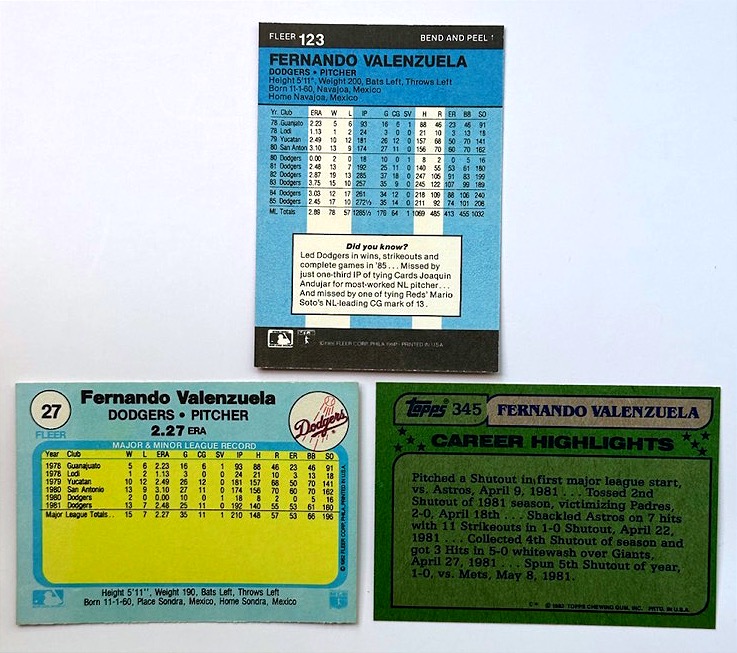 FLEER 123 BEND AND PEEL
FERNANDO VALENZUELA
DODGERS • PITCHER
Height 5'11", Weight 200, Bats Left, Throws Left
Born 11-1-60, Navajoa, Mexico
Home Navajoa, Mexico
Yr. Club ERA W L IP G CG SV H R ER BB SO
78 Guanjato 2.23 5 6 93 16 6 1 88 46 23 46 91
78 Lodi 1.13 1 2 24 3 0 0 21 10 3 13 18
79 Yucatan 2.49 10 12 181 26 12 0 157 68 50 70 141
80 San Anton 3.10 13 9 174 27 11 0 156 70 60 70 162
80 Dodgers 0.00 2 0 18 10 0 1 8 2 0 5 16
81 Dodgers 2.48 13 7 192 25 11 0 140 55 53 61 180
82 Dodgers 2.87 19 13 285 37 18 0 247 105 91 83 199
83 Dodgers 3.75 15 10 257 35 9 0 245 122 107 99 189
84 Dodgers 3.03 12 17 261 34 12 0 218 109 88 106 240
85 Dodgers 2.45 17 10 272⅓ 35 14 0 211 92 74 101 208
ML Totals 2.89 78 57 1285⅓ 176 64 1 1069 485 413 455 1032
Did you know?
Led Dodgers in wins, strikeouts and
complete games in '85 . . . Missed by
just one-third IP of tying Cards Joaquin
Andujar for most-worked NL pitcher. . .
And missed by one of tying Reds' Mario
Soto's NL-leading CG mark of 13.
FLEER CORP. PHILA PRINTED IN U.S.A.
27
FLEER
Fernando Valenzuela
DODGERS • PITCHER
2.27 ERA
Dodgers
MAJOR & MINOR LEAGUE RECORD
Year Club W L ERA G CG SV IP H R ER BB SO
1978 Guanajuato 5 6 2.23 16 6 1 93 88 46 23 46 91
1978 Lodi 1 2 1.13 3 0 0 24 21 10 3 13 18
1979 Yucatan 10 12 2.49 26 12 0 181 157 68 50 70 141
1980 San Antonio 13 9 3.10 27 11 0 174 156 70 60 70 162
1980 Dodgers 2 0 0.00 10 0 1 18 8 2 0 5 16
1981 Dodgers 13 7 2.48 25 11 0 192 140 55 53 61 180
Major League Totals.. 15 7 2.27 35 11 1 210 148 57 53 66 196
© 1982 FLEER CORP. PHILA. PRINTED IN U.S.A.
Height 5'11", Weight 190, Bats Left, Throws Left
Born 11-1-60, Place Sondra, Mexico, Home Sondra, Mexico
topps 345 FERNANDO VALENZUELA
CAREER HIGHLIGHTS
Pitched a Shutout in first major league start,
vs. Astros, April 9, 1981 . . . Tossed 2nd
Shutout of 1981 season, victimizing Padres,
2-0, April 18th . . . Shackled Astros on 7 hits
with 11 Strikeouts in 1-0 Shutout, April 22,
1981 . . . Collected 4th Shutout of season and
got 3 Hits in 5-0 whitewash over Giants,
April 27, 1981 . . . Spun 5th Shutout of year,
1-0, vs. Mets, May 8, 1981.
© 1982 TOPPS CHEWING GUM, INC. PRTD. IN U.S.A.